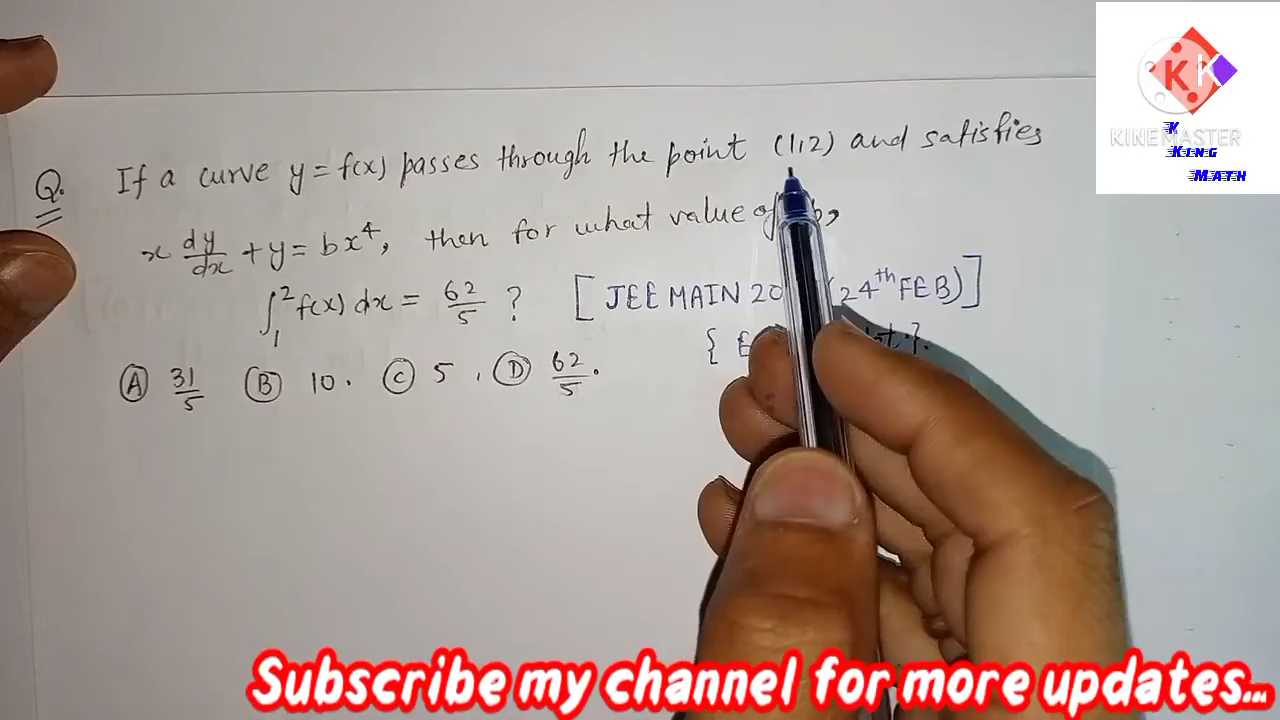 Q. If a curve y = f(x) passes through the point (1,2) and satisfies
x dy/dx + y = bx⁴, then for what value of b,
∫₁² f(x) dx = 62/5 ? [JEE MAIN 20 (24th FEB)]
{ E
(A) 31/5 (B) 10. (C) 5 , (D) 62/5.
K K
KINEMASTER
K
KING
MATH
Subscribe my channel for more updates...